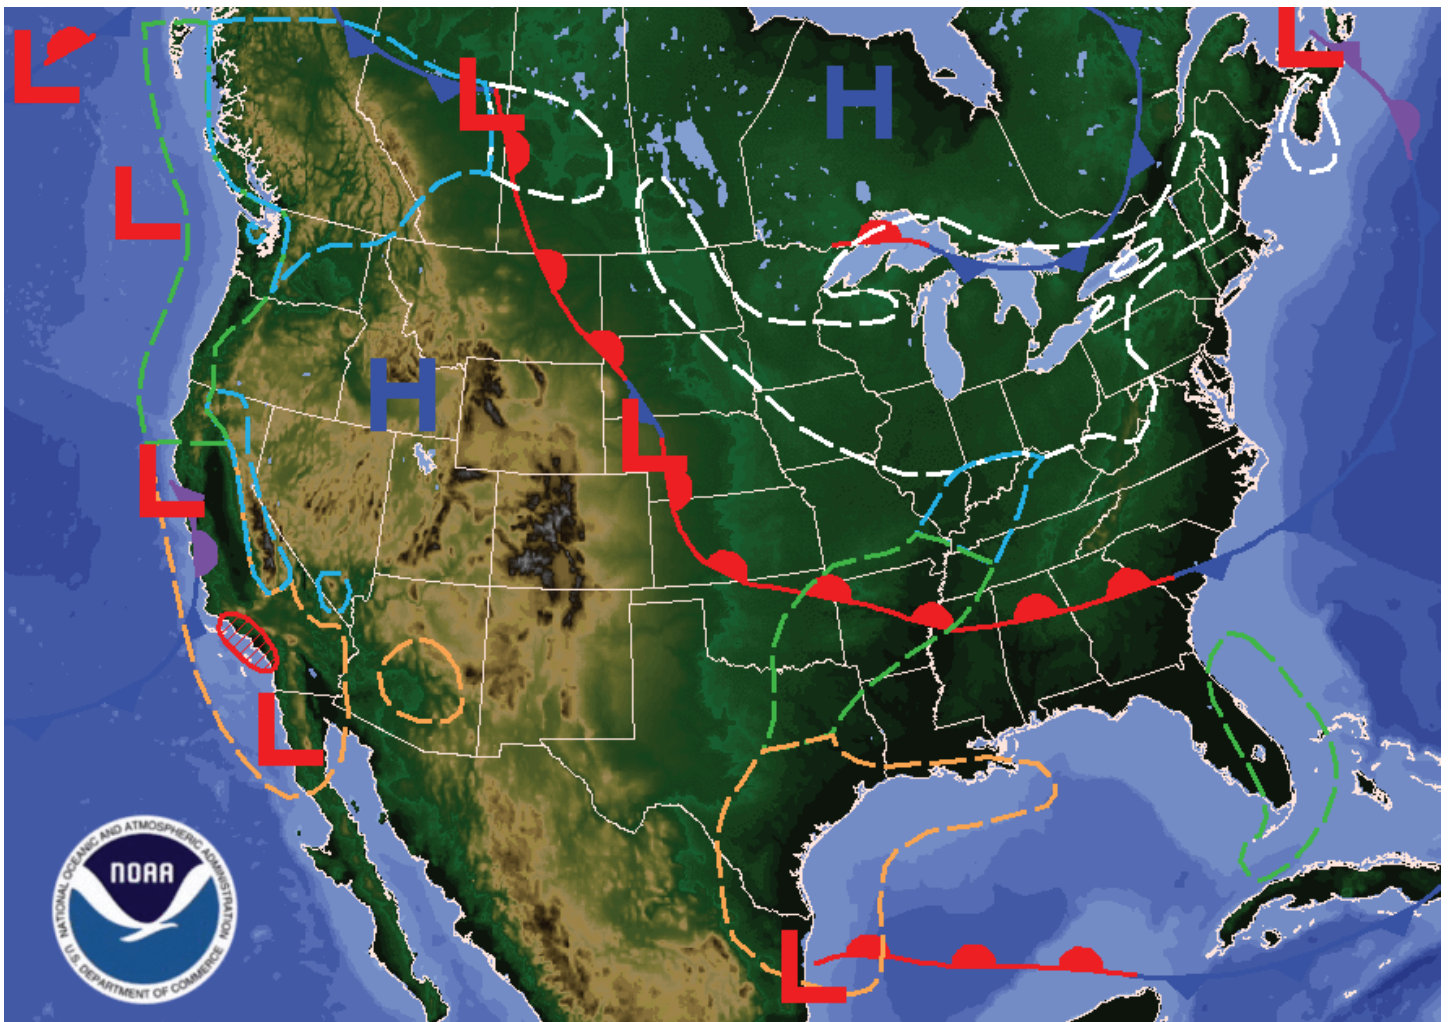 L
L
H
L
L
H
L
L
L
L
NATIONAL OCEANIC AND ATMOSPHERIC ADMINISTRATION
NOAA
U.S. DEPARTMENT OF COMMERCE